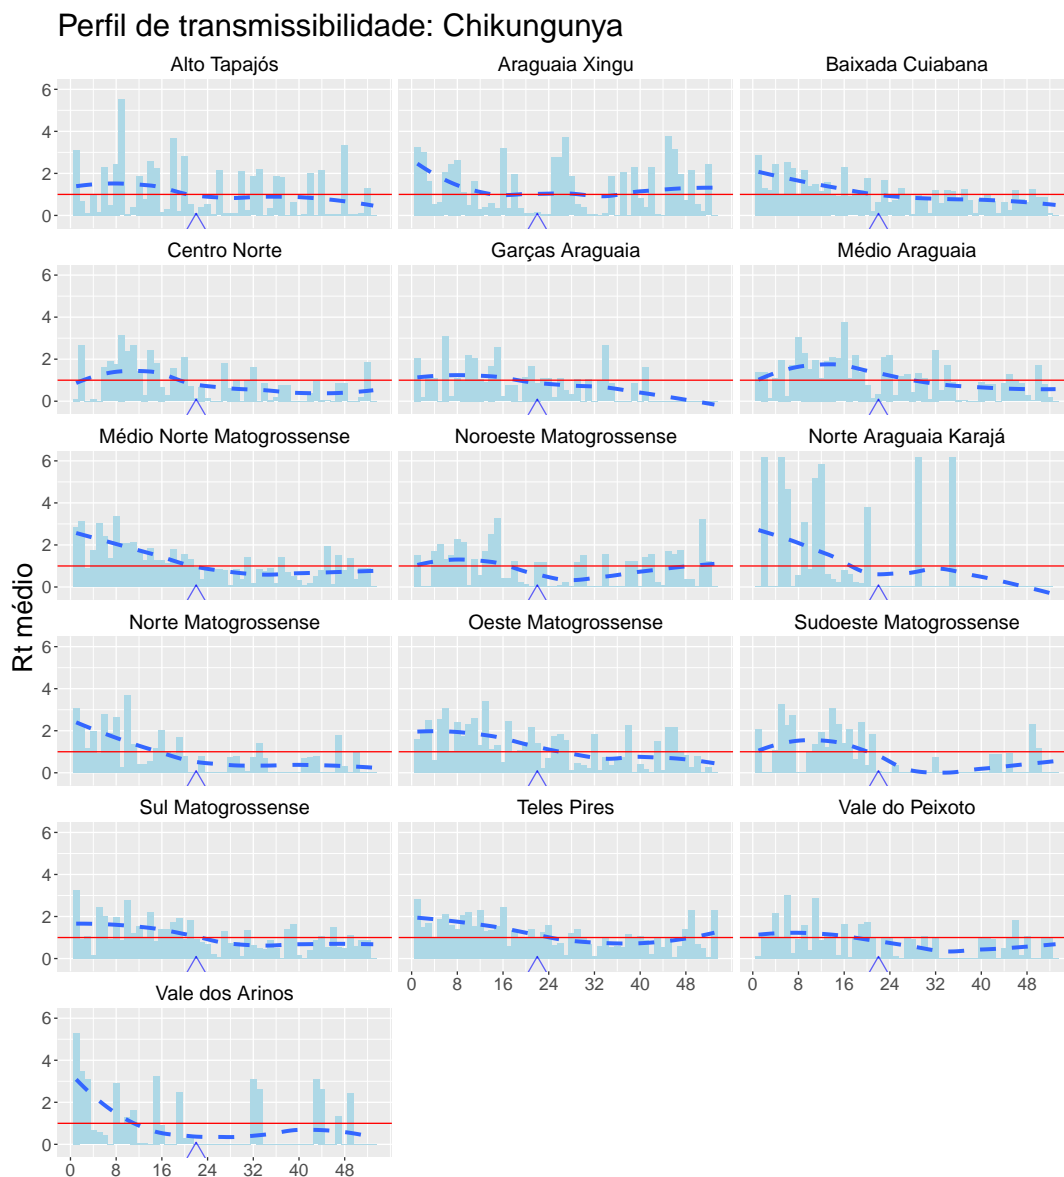 Perfil de transmissibilidade: Chikungunya
Alto Tapajós Araguaia Xingu Baixada Cuiabana
6
4
2
0
Centro Norte Garças Araguaia Médio Araguaia
6
4
2
0
Médio Norte Matogrossense Noroeste Matogrossense Norte Araguaia Karajá
6
4
2
0
Rt médio
Norte Matogrossense Oeste Matogrossense Sudoeste Matogrossense
6
4
2
0
Sul Matogrossense Teles Pires Vale do Peixoto
6
4
2
0
0 8 16 24 32 40 48 0 8 16 24 32 40 48
Vale dos Arinos
6
4
2
0
0 8 16 24 32 40 48